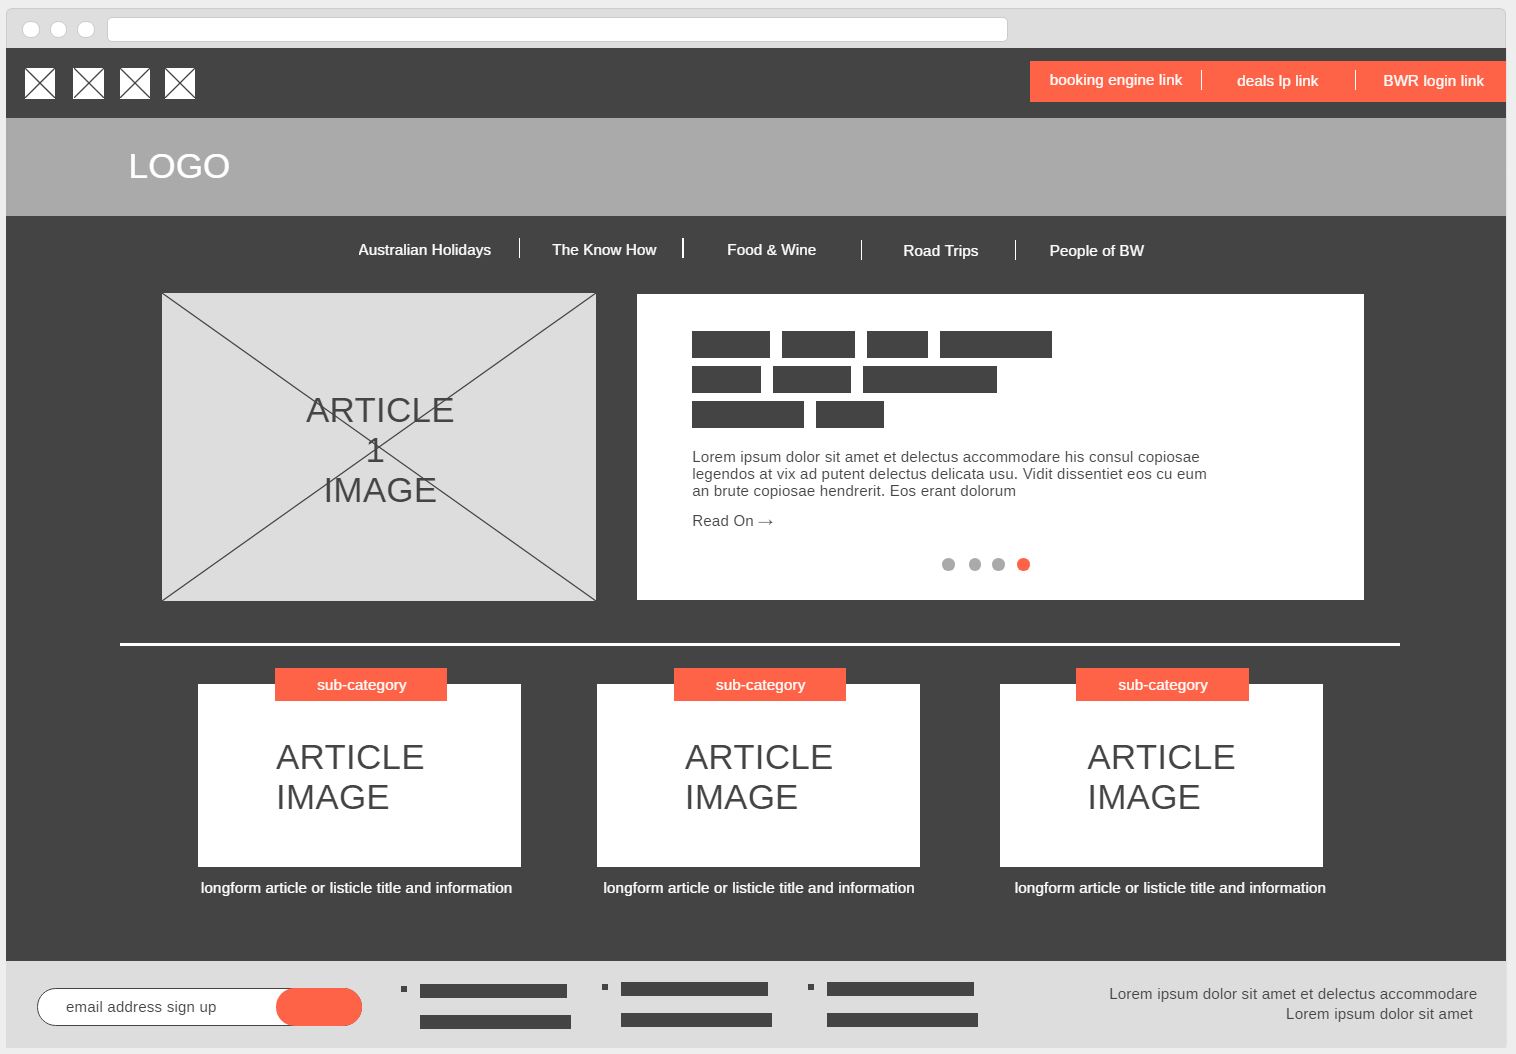 booking engine link
deals lp link
BWR login link
LOGO
Australian Holidays
The Know How
Food & Wine
Road Trips
People of BW
ARTICLE
1
IMAGE
Lorem ipsum dolor sit amet et delectus accommodare his consul copiosae
legendos at vix ad putent delectus delicata usu. Vidit dissentiet eos cu eum
an brute copiosae hendrerit. Eos erant dolorum
Read On →
sub-category
ARTICLE
IMAGE
longform article or listicle title and information
sub-category
ARTICLE
IMAGE
longform article or listicle title and information
sub-category
ARTICLE
IMAGE
longform article or listicle title and information
email address sign up
Lorem ipsum dolor sit amet et delectus accommodare
Lorem ipsum dolor sit amet